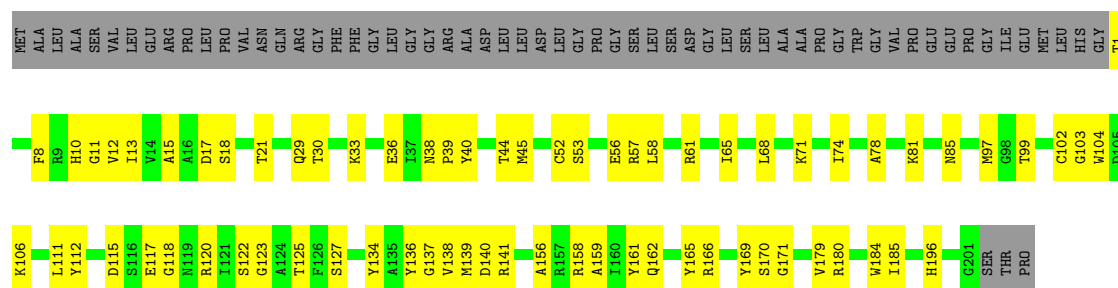 MET ALA LEU ALA SER VAL LEU GLU ARG PRO LEU PRO VAL ASN GLN ARG GLY PHE PHE GLY LEU GLY GLY ARG ALA ASP LEU LEU ASP LEU GLY PRO GLY SER LEU SER ASP GLY LEU SER LEU ALA ALA PRO GLY TRP GLY VAL PRO GLU GLU PRO GLY ILE GLU MET LEU HIS GLY T1
F8 R9 H10 G11 V12 I13 V14 A15 A16 D17 S18 T21 Q29 T30 K33 E36 I37 N38 P39 Y40 T44 M45 C52 S53 E56 R57 L58 R61 I65 L68 K71 I74 A78 K81 N85 M97 G98 T99 C102 G103 W104 D105
K106 L111 Y112 D115 S116 E117 G118 N119 R120 I121 S122 G123 A124 T125 F126 S127 Y134 A135 Y136 G137 V138 M139 D140 R141 A156 R157 R158 A159 I160 Y161 Q162 Y165 R166 Y169 S170 G171 V179 R180 W184 I185 H196 G201 SER THR PRO